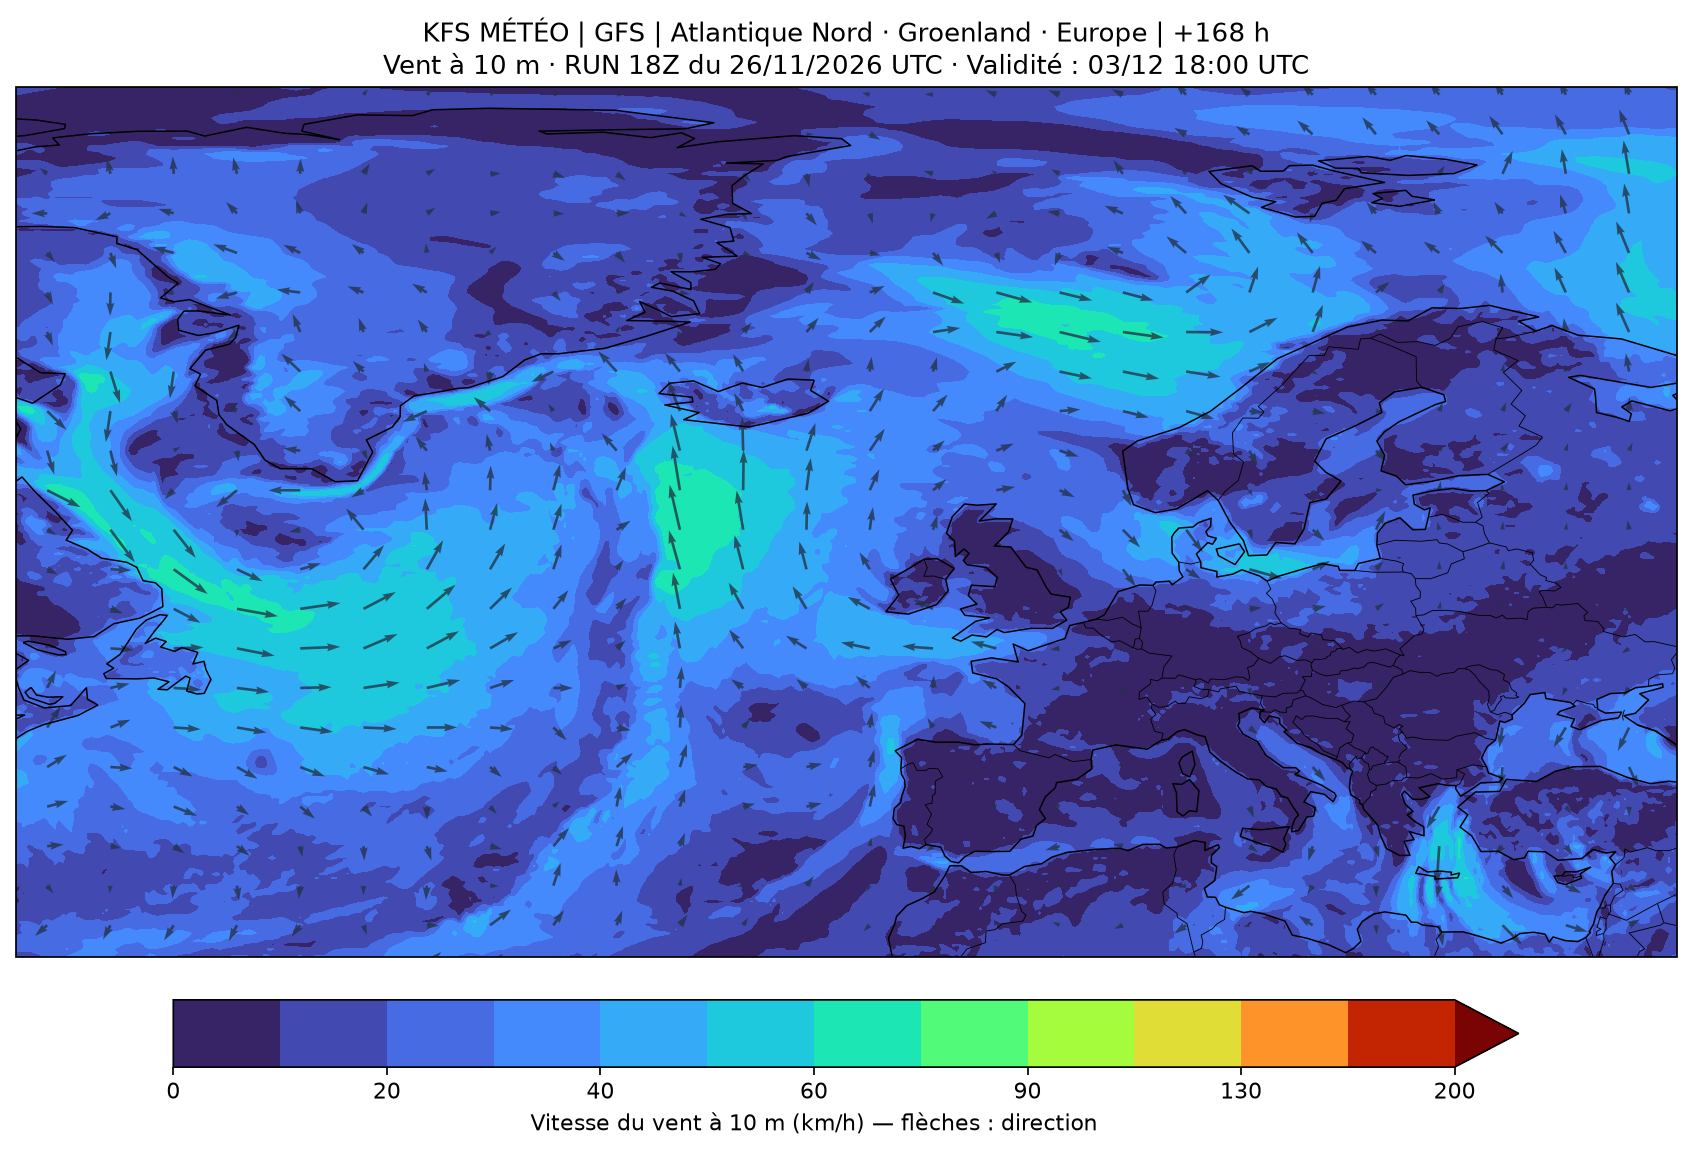 KFS MÉTÉO | GFS | Atlantique Nord · Groenland · Europe | +168 h
Vent à 10 m · RUN 18Z du 26/11/2026 UTC · Validité : 03/12 18:00 UTC
0 20 40 60 90 130 200
Vitesse du vent à 10 m (km/h) — flèches : direction